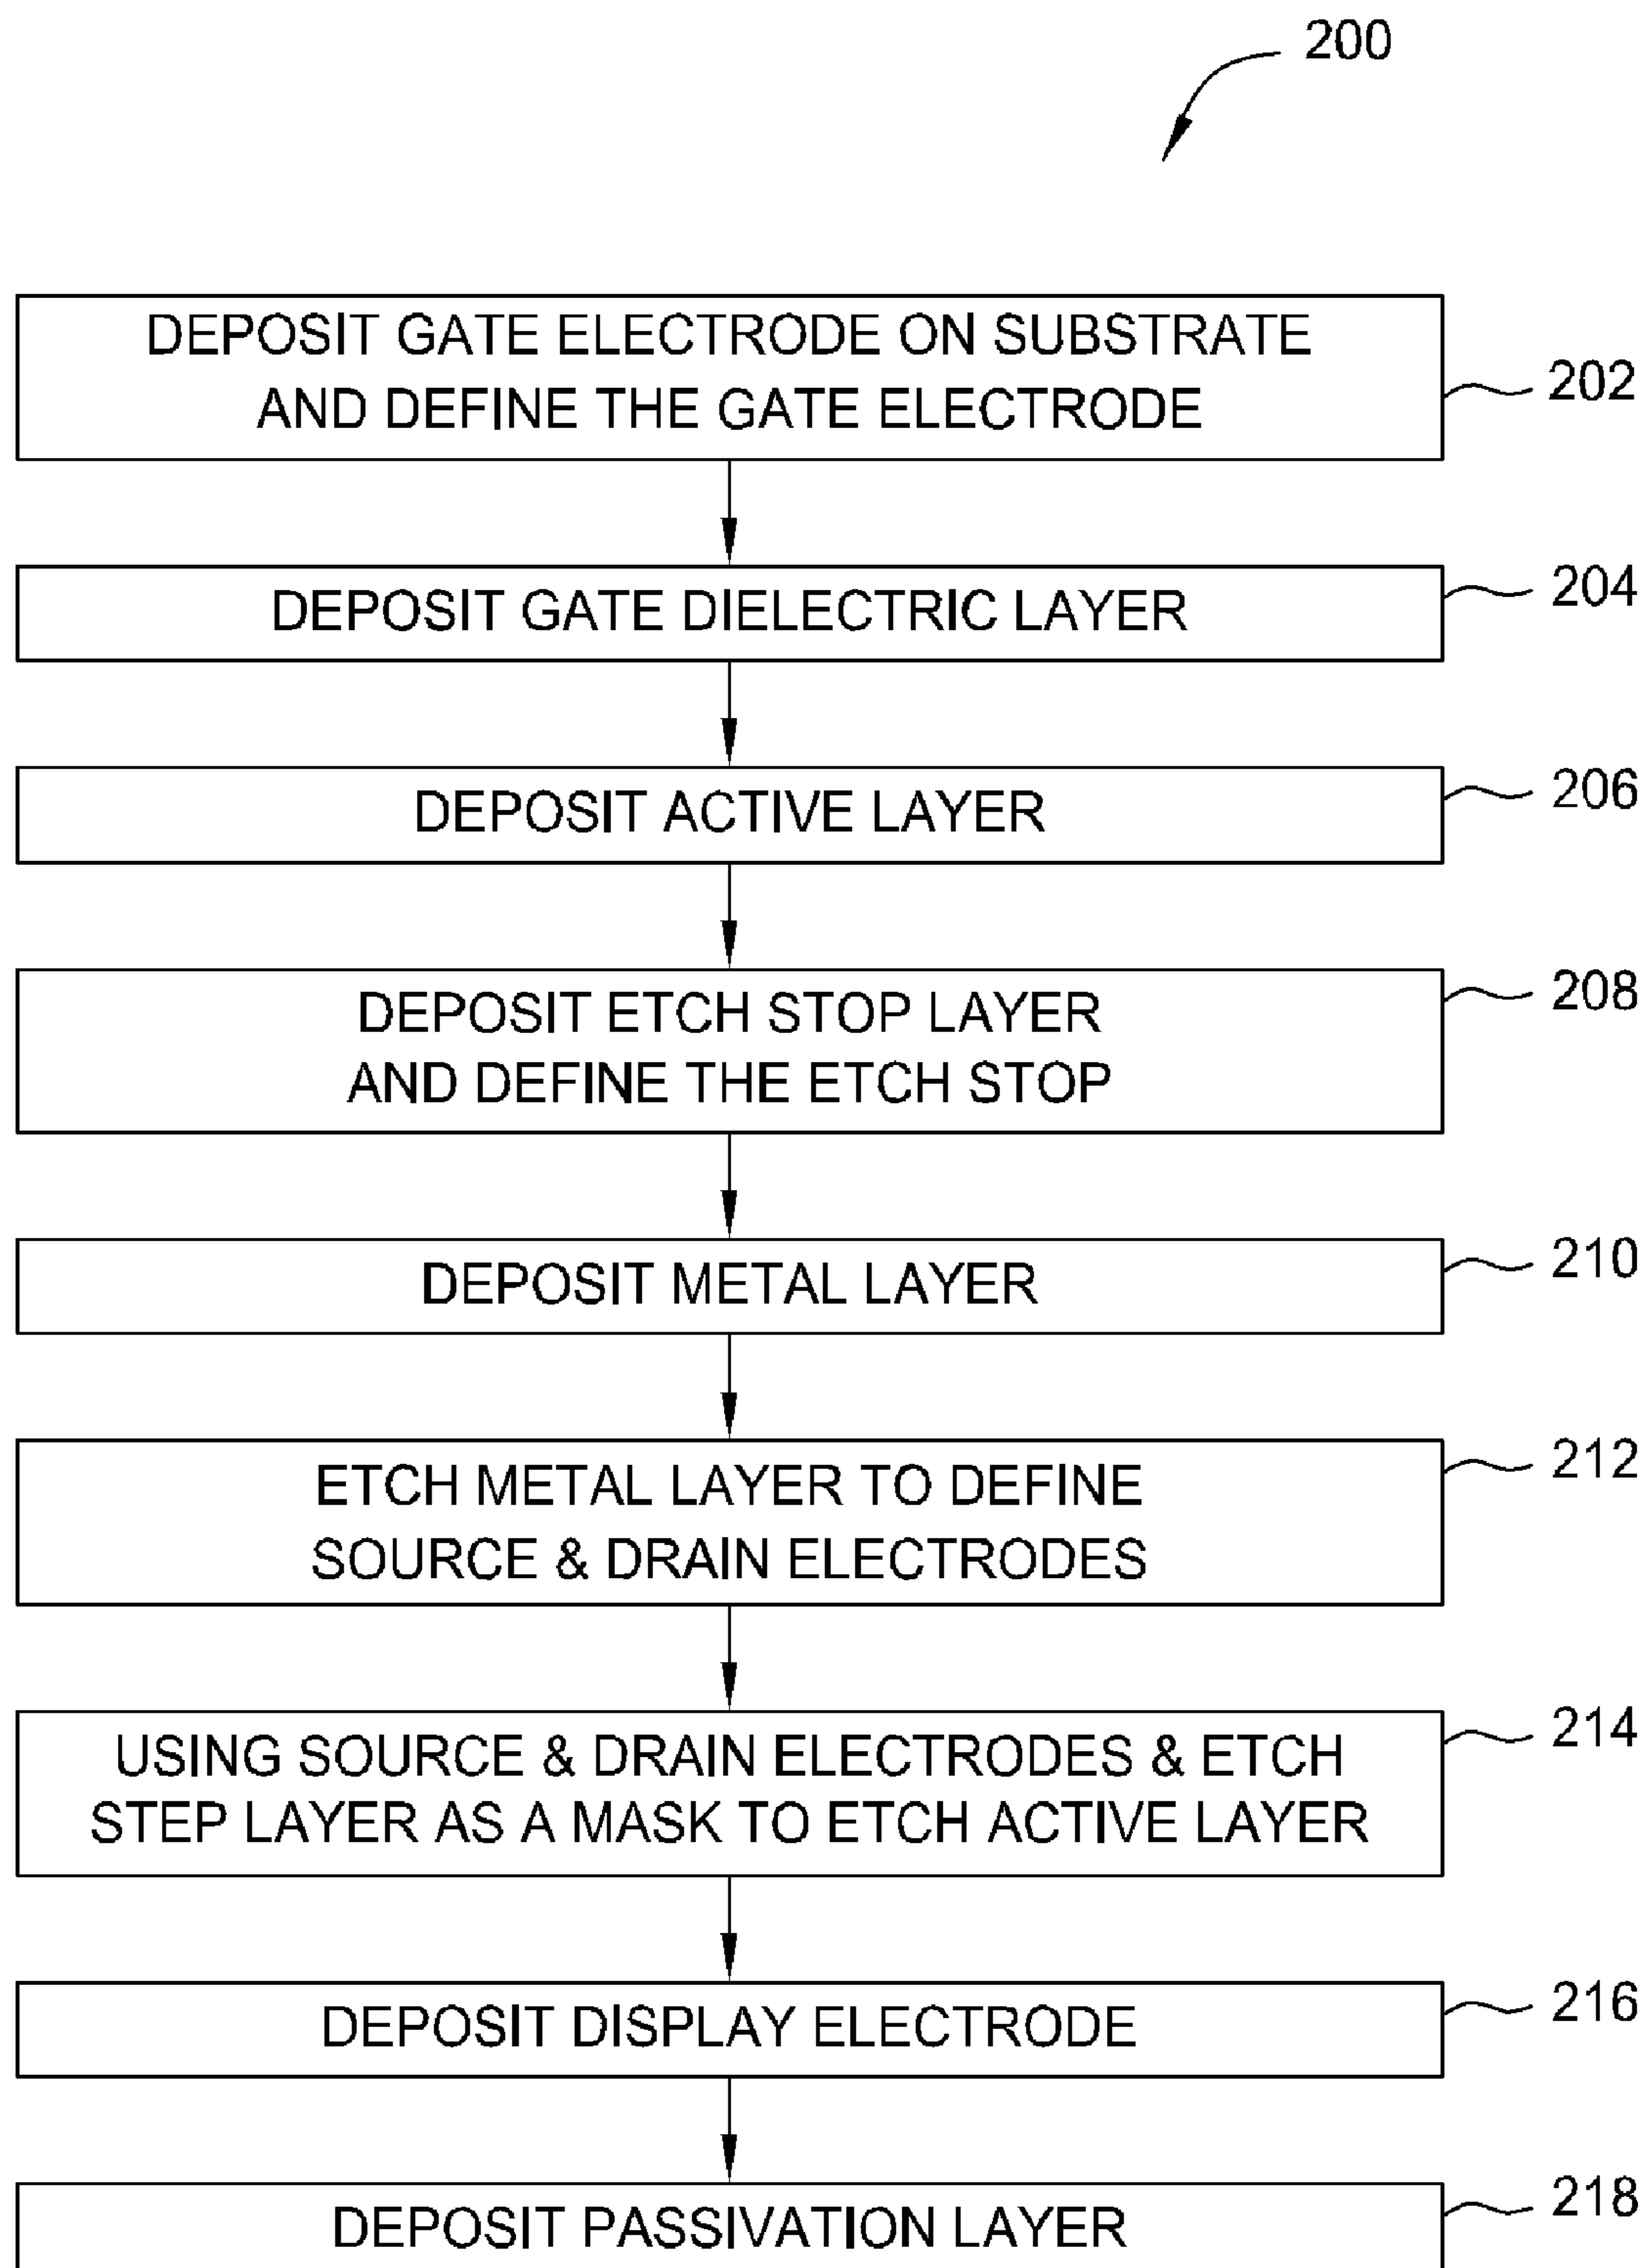 200
DEPOSIT GATE ELECTRODE ON SUBSTRATE
AND DEFINE THE GATE ELECTRODE
202
DEPOSIT GATE DIELECTRIC LAYER
204
DEPOSIT ACTIVE LAYER
206
DEPOSIT ETCH STOP LAYER
AND DEFINE THE ETCH STOP
208
DEPOSIT METAL LAYER
210
ETCH METAL LAYER TO DEFINE
SOURCE & DRAIN ELECTRODES
212
USING SOURCE & DRAIN ELECTRODES & ETCH
STEP LAYER AS A MASK TO ETCH ACTIVE LAYER
214
DEPOSIT DISPLAY ELECTRODE
216
DEPOSIT PASSIVATION LAYER
218